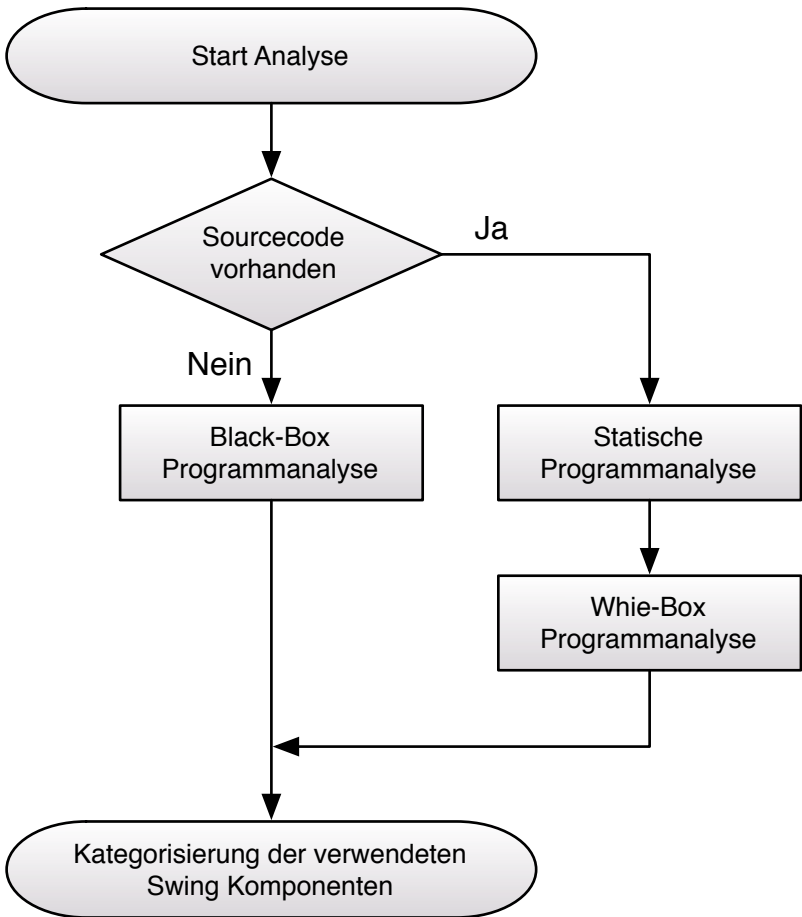 Start Analyse
Sourcecode
vorhanden
Ja
Nein
Black-Box
Programmanalyse
Statische
Programmanalyse
Whie-Box
Programmanalyse
Kategorisierung der verwendeten
Swing Komponenten